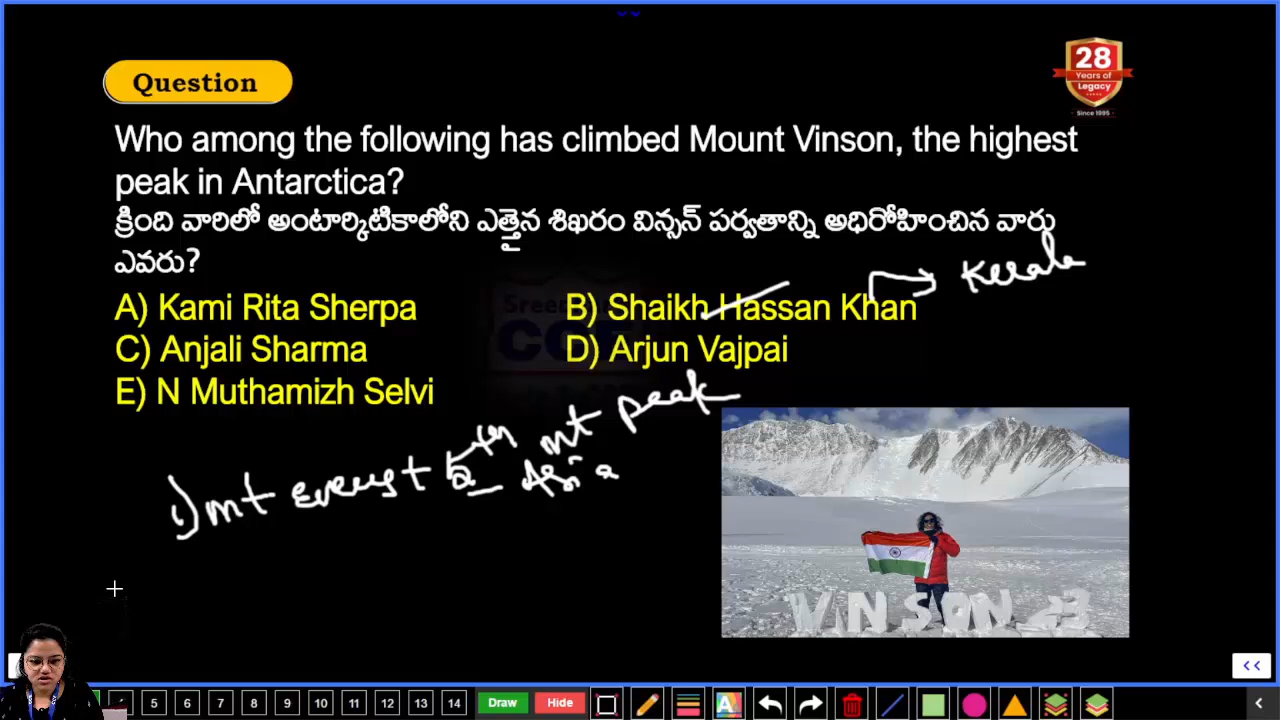 Question
28
Years of
Legacy
Since 1995
Who among the following has climbed Mount Vinson, the highest
peak in Antarctica?
క్రింది వారిలో అంటార్కిటికాలోని ఎత్తైన శిఖరం విన్సన్ పర్వతాన్ని అధిరోహించిన వారు
ఎవరు?
Kerala
A) Kami Rita Sherpa B) Shaikh Hassan Khan
C) Anjali Sharma D) Arjun Vajpai
E) N Muthamizh Selvi
mt peak
1) mt everest Asia
VINSON 23
5 6 7 8 9 10 11 12 13 14 Draw Hide